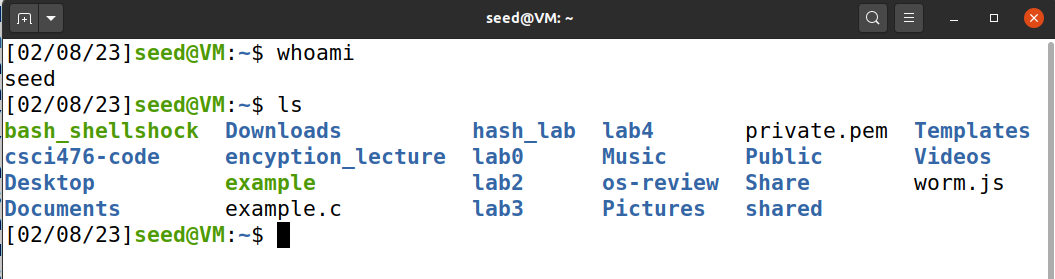 seed@VM: ~
[02/08/23]seed@VM:~$ whoami
seed
[02/08/23]seed@VM:~$ ls
bash_shellshock Downloads hash_lab lab4 private.pem Templates
csci476-code encyption_lecture lab0 Music Public Videos
Desktop example lab2 os-review Share worm.js
Documents example.c lab3 Pictures shared
[02/08/23]seed@VM:~$